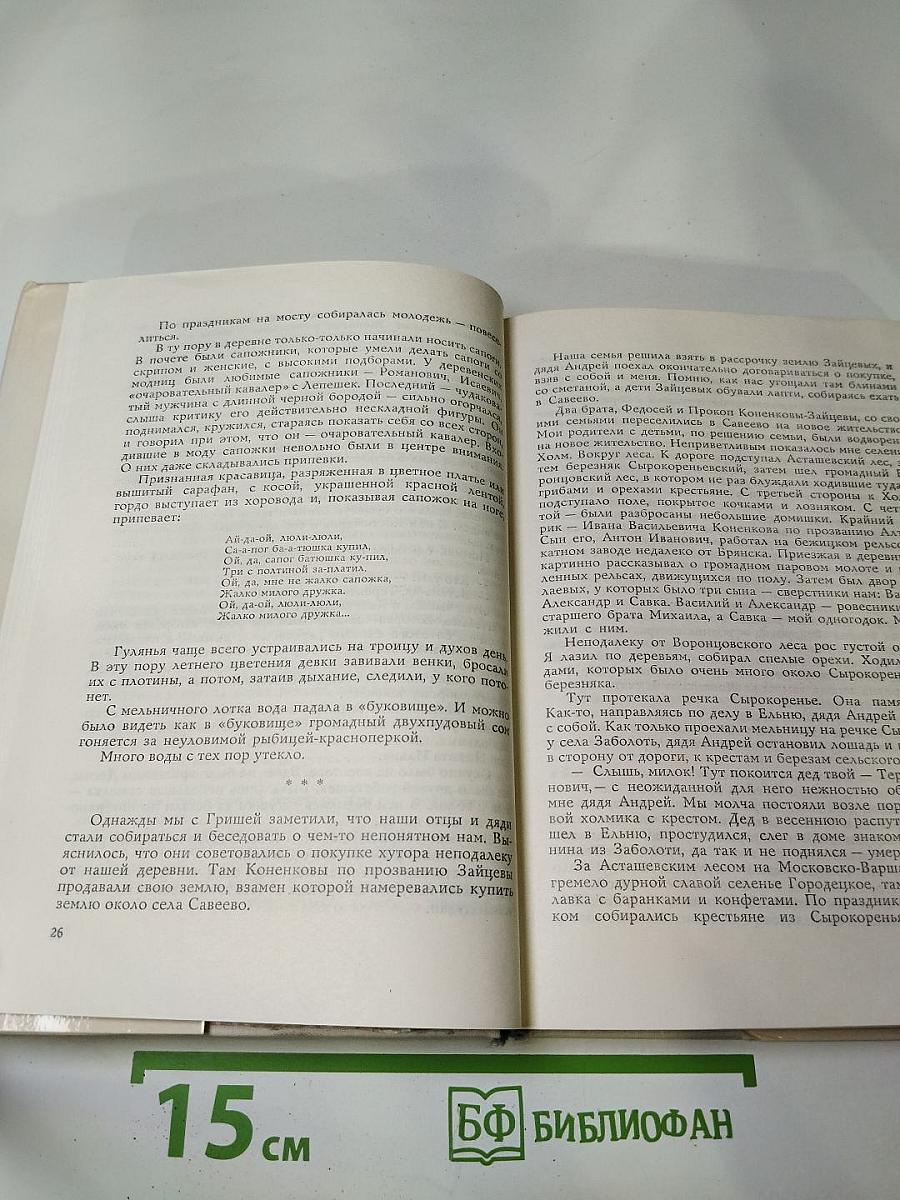 По праздникам на мосту собиралась молодежь — повесе-
литься.
В ту пору в деревне только-только начинали носить сапоги.
В почете были сапожники, которые умели делать сапоги со
скрипом и женские, с высокими подборами. У деревенских
модниц были любимые сапожники — Романович, Исаевич,
«очаровательный кавалер» с Лепешек. Последний — чудакова-
тый мужчина с длинной черной бородой — сильно огорчался,
слыша критику его действительно нескладной фигуры. Он
поднимался, кружился, стараясь показать себя со всех сторон,
и говорил при этом, что он — очаровательный кавалер. Вхо-
дившие в моду сапожки невольно были в центре внимания.
О них даже складывались припевки.
Признанная красавица, разряженная в цветное платье или
вышитый сарафан, с косой, украшенной красной лентой,
гордо выступает из хоровода и, показывая сапожок на ноге,
припевает:
Ай-да-ой, люли-люли,
Са-а-пог ба-а-тюшка купил,
Ой, да, сапог батюшка ку-пил,
Три с полтиной за-платил.
Ой, да, мне не жалко сапожка,
Жалко милого дружка.
Ой, да-ой, люли-люли,
Жалко милого дружка...
Гулянья чаще всего устраивались на троицу и духов день.
В эту пору летнего цветения девки завивали венки, бросали
их с плотины, а потом, затаив дыхание, следили, у кого пото-
нет.
С мельничного лотка вода падала в «буковище». И можно
было видеть как в «буковище» громадный двухпудовый сом
гоняется за неуловимой рыбицей-красноперкой.
Много воды с тех пор утекло.
* * *
Однажды мы с Гришей заметили, что наши отцы и дяди
стали собираться и беседовать о чем-то непонятном нам. Вы-
яснилось, что они советовались о покупке хутора неподалеку
от нашей деревни. Там Коненковы по прозванию Зайцевы
продавали свою землю, взамен которой намеревались купить
землю около села Савеево.
26
Наша семья решила взять в рассрочку землю Зайцевых, и
дядя Андрей поехал окончательно договариваться о покупке,
взяв с собой и меня. Помню, как нас угощали там блинами
со сметаной, а дети Зайцевых обували лапти, собираясь ехать
в Савеево.
Два брата, Федосей и Прокоп Коненковы-Зайцевы, со сво-
ими семьями переселились в Савеево на новое жительство.
Мои родители с детьми, по решению семьи, были водворены
на новое жительство. Неприветливым показалось мне селение
Холм. Вокруг леса. К дороге подступал Асташевский лес, за-
тем березняк Сырокореньевский, затем шел громадный Во-
ронцовский лес, в котором не раз блуждали ходившие туда
грибами и орехами крестьяне. С третьей стороны к Хол
подступало поле, покрытое кочками и лозняком. С чет
той — были разбросаны небольшие домишки. Крайний
рик — Ивана Васильевича Коненкова по прозванию Ал
Сын его, Антон Иванович, работал на бежицком рельсо
катном заводе недалеко от Брянска. Приезжая в деревн
картинно рассказывал о громадном паровом молоте и
ленных рельсах, движущихся по полу. Затем был двор
лаевых, у которых было три сына — сверстники нам: Ва
Александр и Савка. Василий и Александр — ровесник
старшего брата Михаила, а Савка — мой одногодок. М
жили с ним.
Неподалеку от Воронцовского леса рос густой о
Я лазил по деревьям, собирал спелые орехи. Ходил
дами, которых было очень много около Сырокорен
березняка.
Тут протекала речка Сырокоренье. Она памя
Как-то, направляясь по делу в Ельню, дядя Андрей
с собой. Как только проехали мельницу на речке Сы
у села Заболоть, дядя Андрей остановил лошадь и
в сторону от дороги, к крестам и березам сельского
— Слышь, милок! Тут покоится дед твой — Тер
нович, — с неожиданной для него нежностью об
мне дядя Андрей. Мы молча постояли возле пор
вой холмика с крестом. Дед в весеннюю распут
шел в Ельню, простудился, слег в доме знаком
нина из Заболоти, да так и не поднялся — умер
За Асташевским лесом на Московско-Варша
гремело дурной славой селенье Городецкое, там
лавка с баранками и конфетами. По праздник
ком собирались крестьяне из Сырокоренья
15 см
БФ БИБЛИОФАН